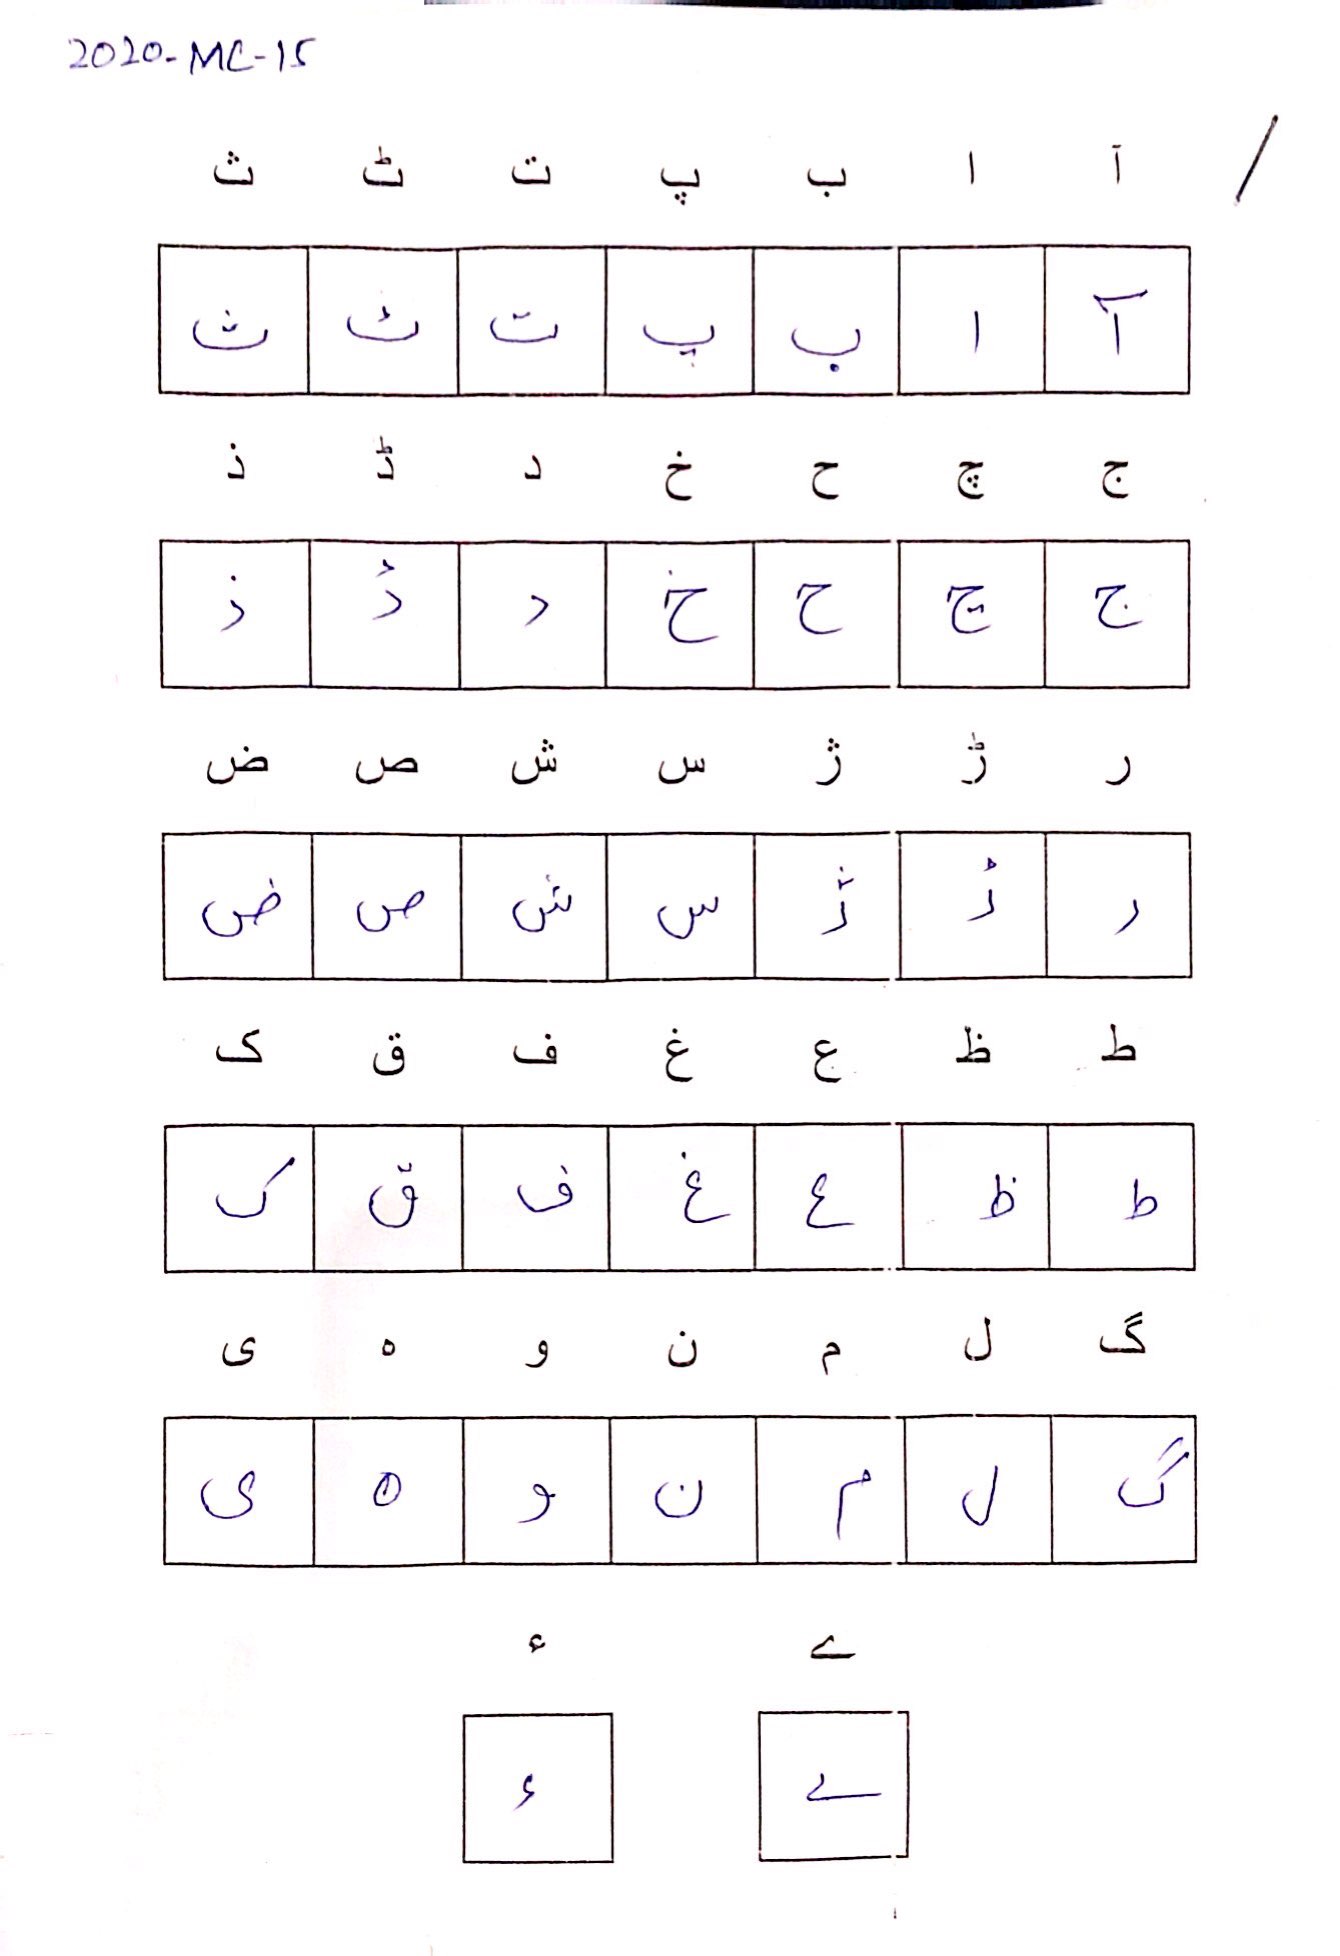 2020-MC-15
آ ا ب پ ت ٹ ث
آ ا ب پ ت ٹ ث
ج چ ح خ د ڈ ذ
ج چ ح خ د ڈ ذ
ر ڑ ژ س ش ص ض
ر ڑ ژ س ش ص ض
ط ظ ع غ ف ق ک
ط ظ ع غ ف ق ک
گ ل م ن و ہ ی
گ ل م ن و ہ ی
ے ء
ے ء